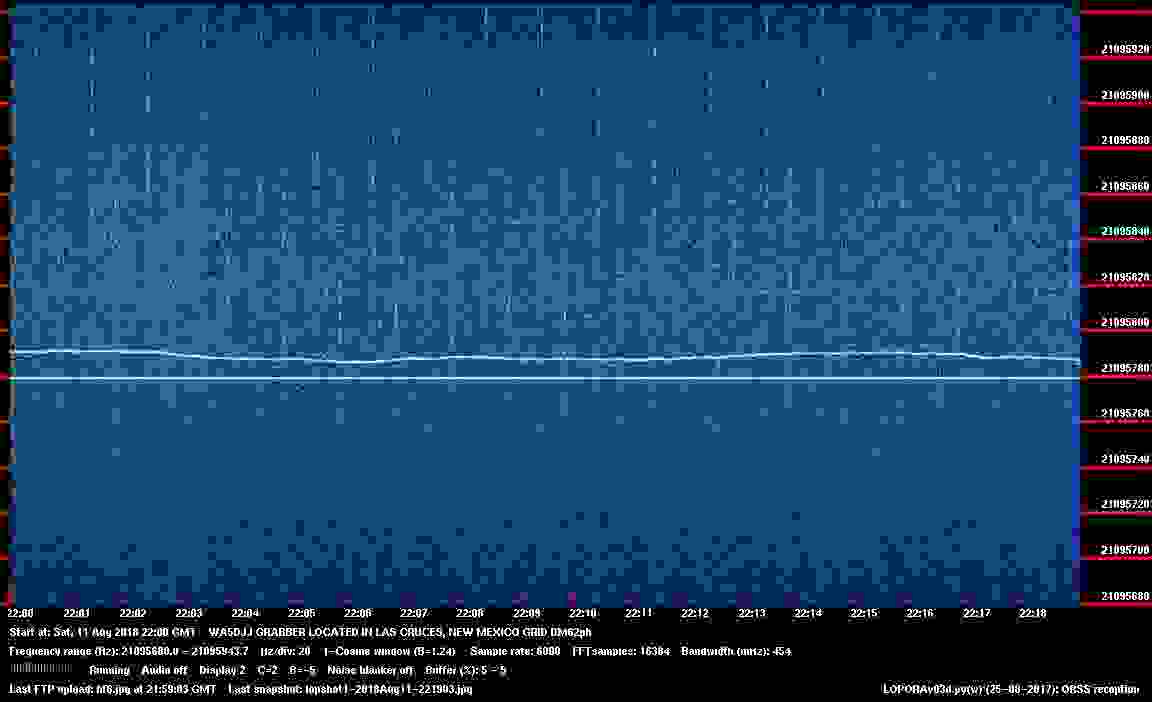 21095920
21095900
21095880
21095860
21095840
21095820
21095800
21095780
21095760
21095740
21095720
21095700
21095680
22:00 22:01 22:02 22:03 22:04 22:05 22:06 22:07 22:08 22:09 22:10 22:11 22:12 22:13 22:14 22:15 22:16 22:17 22:18
Start at: Sat, 11 Aug 2018 22:00 GMT WA5DJJ GRABBER LOCATED IN LAS CRUCES, NEW MEXICO GRID DM62ph
Frequency range (Hz): 21095680.0 - 21095943.7 Hz/div: 20 1-Cosine window (B=1.24) Sample rate: 6000 FFTsamples: 16384 Bandwidth (mHz): 454
Running Audio off Display 2 C=2 B=-5 Noise blanker off Buffer (%): 5 - 5
Last FTP upload: hf6.jpg at 21:59:03 GMT Last snapshot: lopshot1-2018Aug11-221903.jpg
LOPORAv03d.py(w) (25-08-2017): QRSS reception